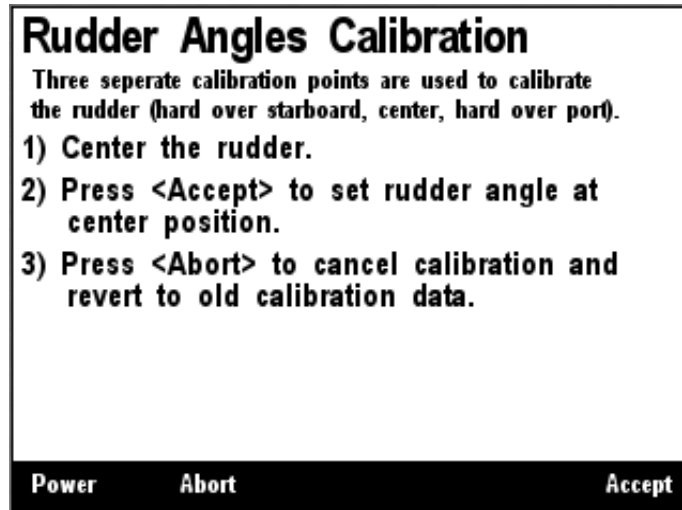 Rudder Angles Calibration
Three seperate calibration points are used to calibrate
the rudder (hard over starboard, center, hard over port).
1) Center the rudder.
2) Press <Accept> to set rudder angle at
center position.
3) Press <Abort> to cancel calibration and
revert to old calibration data.
Power Abort Accept